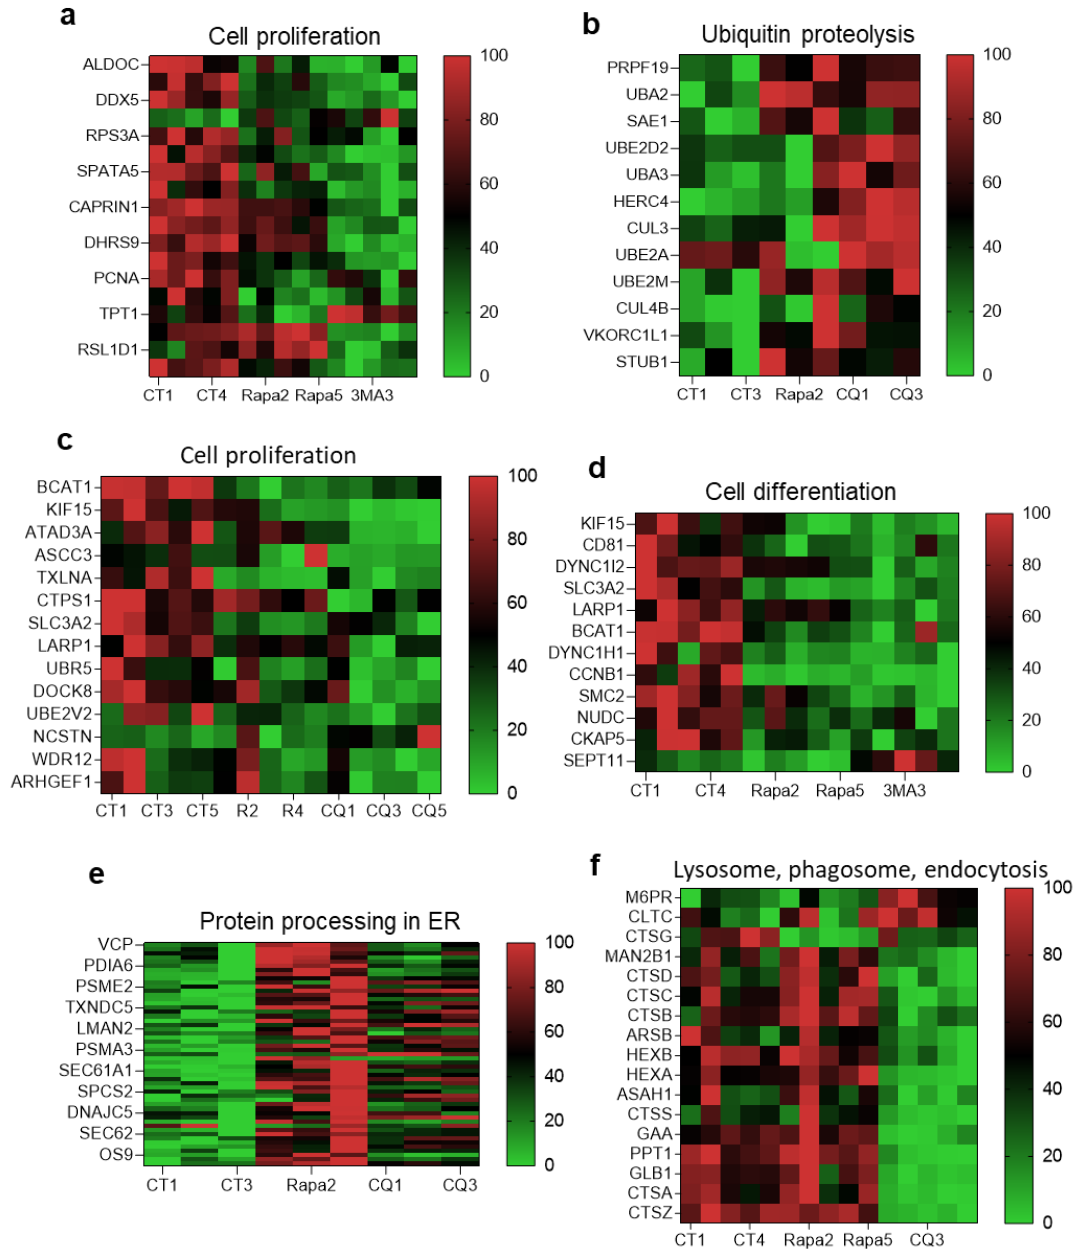 a
Cell proliferation
ALDOC
DDX5
RPS3A
SPATA5
CAPRIN1
DHRS9
PCNA
TPT1
RSL1D1
CT1 CT4 Rapa2 Rapa5 3MA3
100
80
60
40
20
0
b
Ubiquitin proteolysis
PRPF19
UBA2
SAE1
UBE2D2
UBA3
HERC4
CUL3
UBE2A
UBE2M
CUL4B
VKORC1L1
STUB1
CT1 CT3 Rapa2 CQ1 CQ3
100
80
60
40
20
0
c
Cell proliferation
BCAT1
KIF15
ATAD3A
ASCC3
TXLNA
CTPS1
SLC3A2
LARP1
UBR5
DOCK8
UBE2V2
NCSTN
WDR12
ARHGEF1
CT1 CT3 CT5 R2 R4 CQ1 CQ3 CQ5
100
80
60
40
20
0
d
Cell differentiation
KIF15
CD81
DYNC1I2
SLC3A2
LARP1
BCAT1
DYNC1H1
CCNB1
SMC2
NUDC
CKAP5
SEPT11
CT1 CT4 Rapa2 Rapa5 3MA3
100
80
60
40
20
0
e
Protein processing in ER
VCP
PDIA6
PSME2
TXNDC5
LMAN2
PSMA3
SEC61A1
SPCS2
DNAJC5
SEC62
OS9
CT1 CT3 Rapa2 CQ1 CQ3
100
80
60
40
20
0
f
Lysosome, phagosome, endocytosis
M6PR
CLTC
CTSG
MAN2B1
CTSD
CTSC
CTSB
ARSB
HEXB
HEXA
ASAH1
CTSS
GAA
PPT1
GLB1
CTSA
CTSZ
CT1 CT4 Rapa2 Rapa5 CQ3
100
80
60
40
20
0